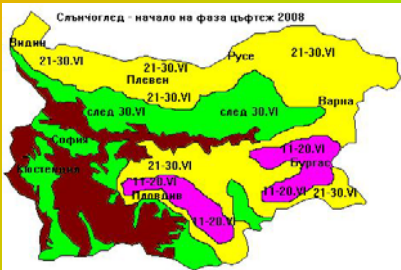 Слънчоглед - начало на фаза цъфтеж 2008
Видин
Русе
21-30.VI
21-30.VI
Плевен
21-30.VI
Варна
след 30.VI
след 30.VI
София
11-20.VI
Кюстендил
21-30.VI
Бургас
11-20.VI
11-20.VI
21-30.VI
Пловдив
11-20.VI